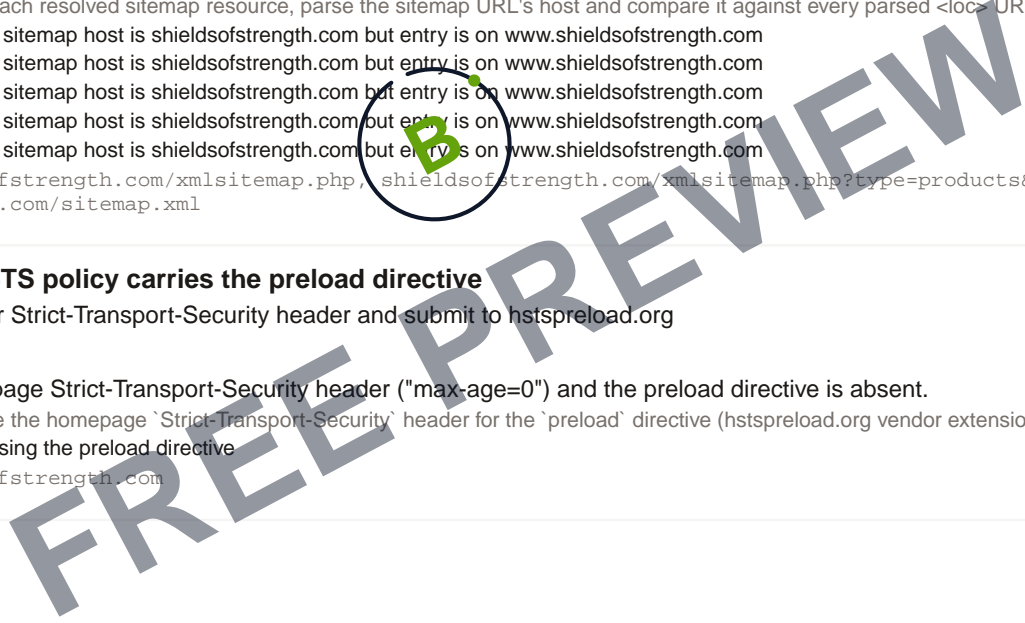 ach resolved sitemap resource, parse the sitemap URL's host and compare it against every parsed <loc> UR
sitemap host is shieldsofstrength.com but entry is on www.shieldsofstrength.com
sitemap host is shieldsofstrength.com but entry is on www.shieldsofstrength.com
sitemap host is shieldsofstrength.com but entry is on www.shieldsofstrength.com
sitemap host is shieldsofstrength.com but entry is on www.shieldsofstrength.com
sitemap host is shieldsofstrength.com but entry is on www.shieldsofstrength.com
B
fstrength.com/xmlsitemap.php, shieldsofstrength.com/xmlsitemap.php?type=products&
.com/sitemap.xml
TS policy carries the preload directive
r Strict-Transport-Security header and submit to hstspreload.org
page Strict-Transport-Security header ("max-age=0") and the preload directive is absent.
e the homepage `Strict-Transport-Security` header for the `preload` directive (hstspreload.org vendor extensio
sing the preload directive
fstrength.com
FREE PREVIEW